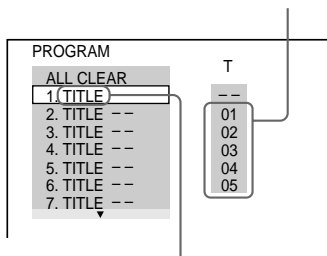 PROGRAM
T
ALL CLEAR
1. TITLE
– –
2. TITLE – –
01
3. TITLE – –
02
4. TITLE – –
03
5. TITLE – –
04
6. TITLE – –
05
7. TITLE – –